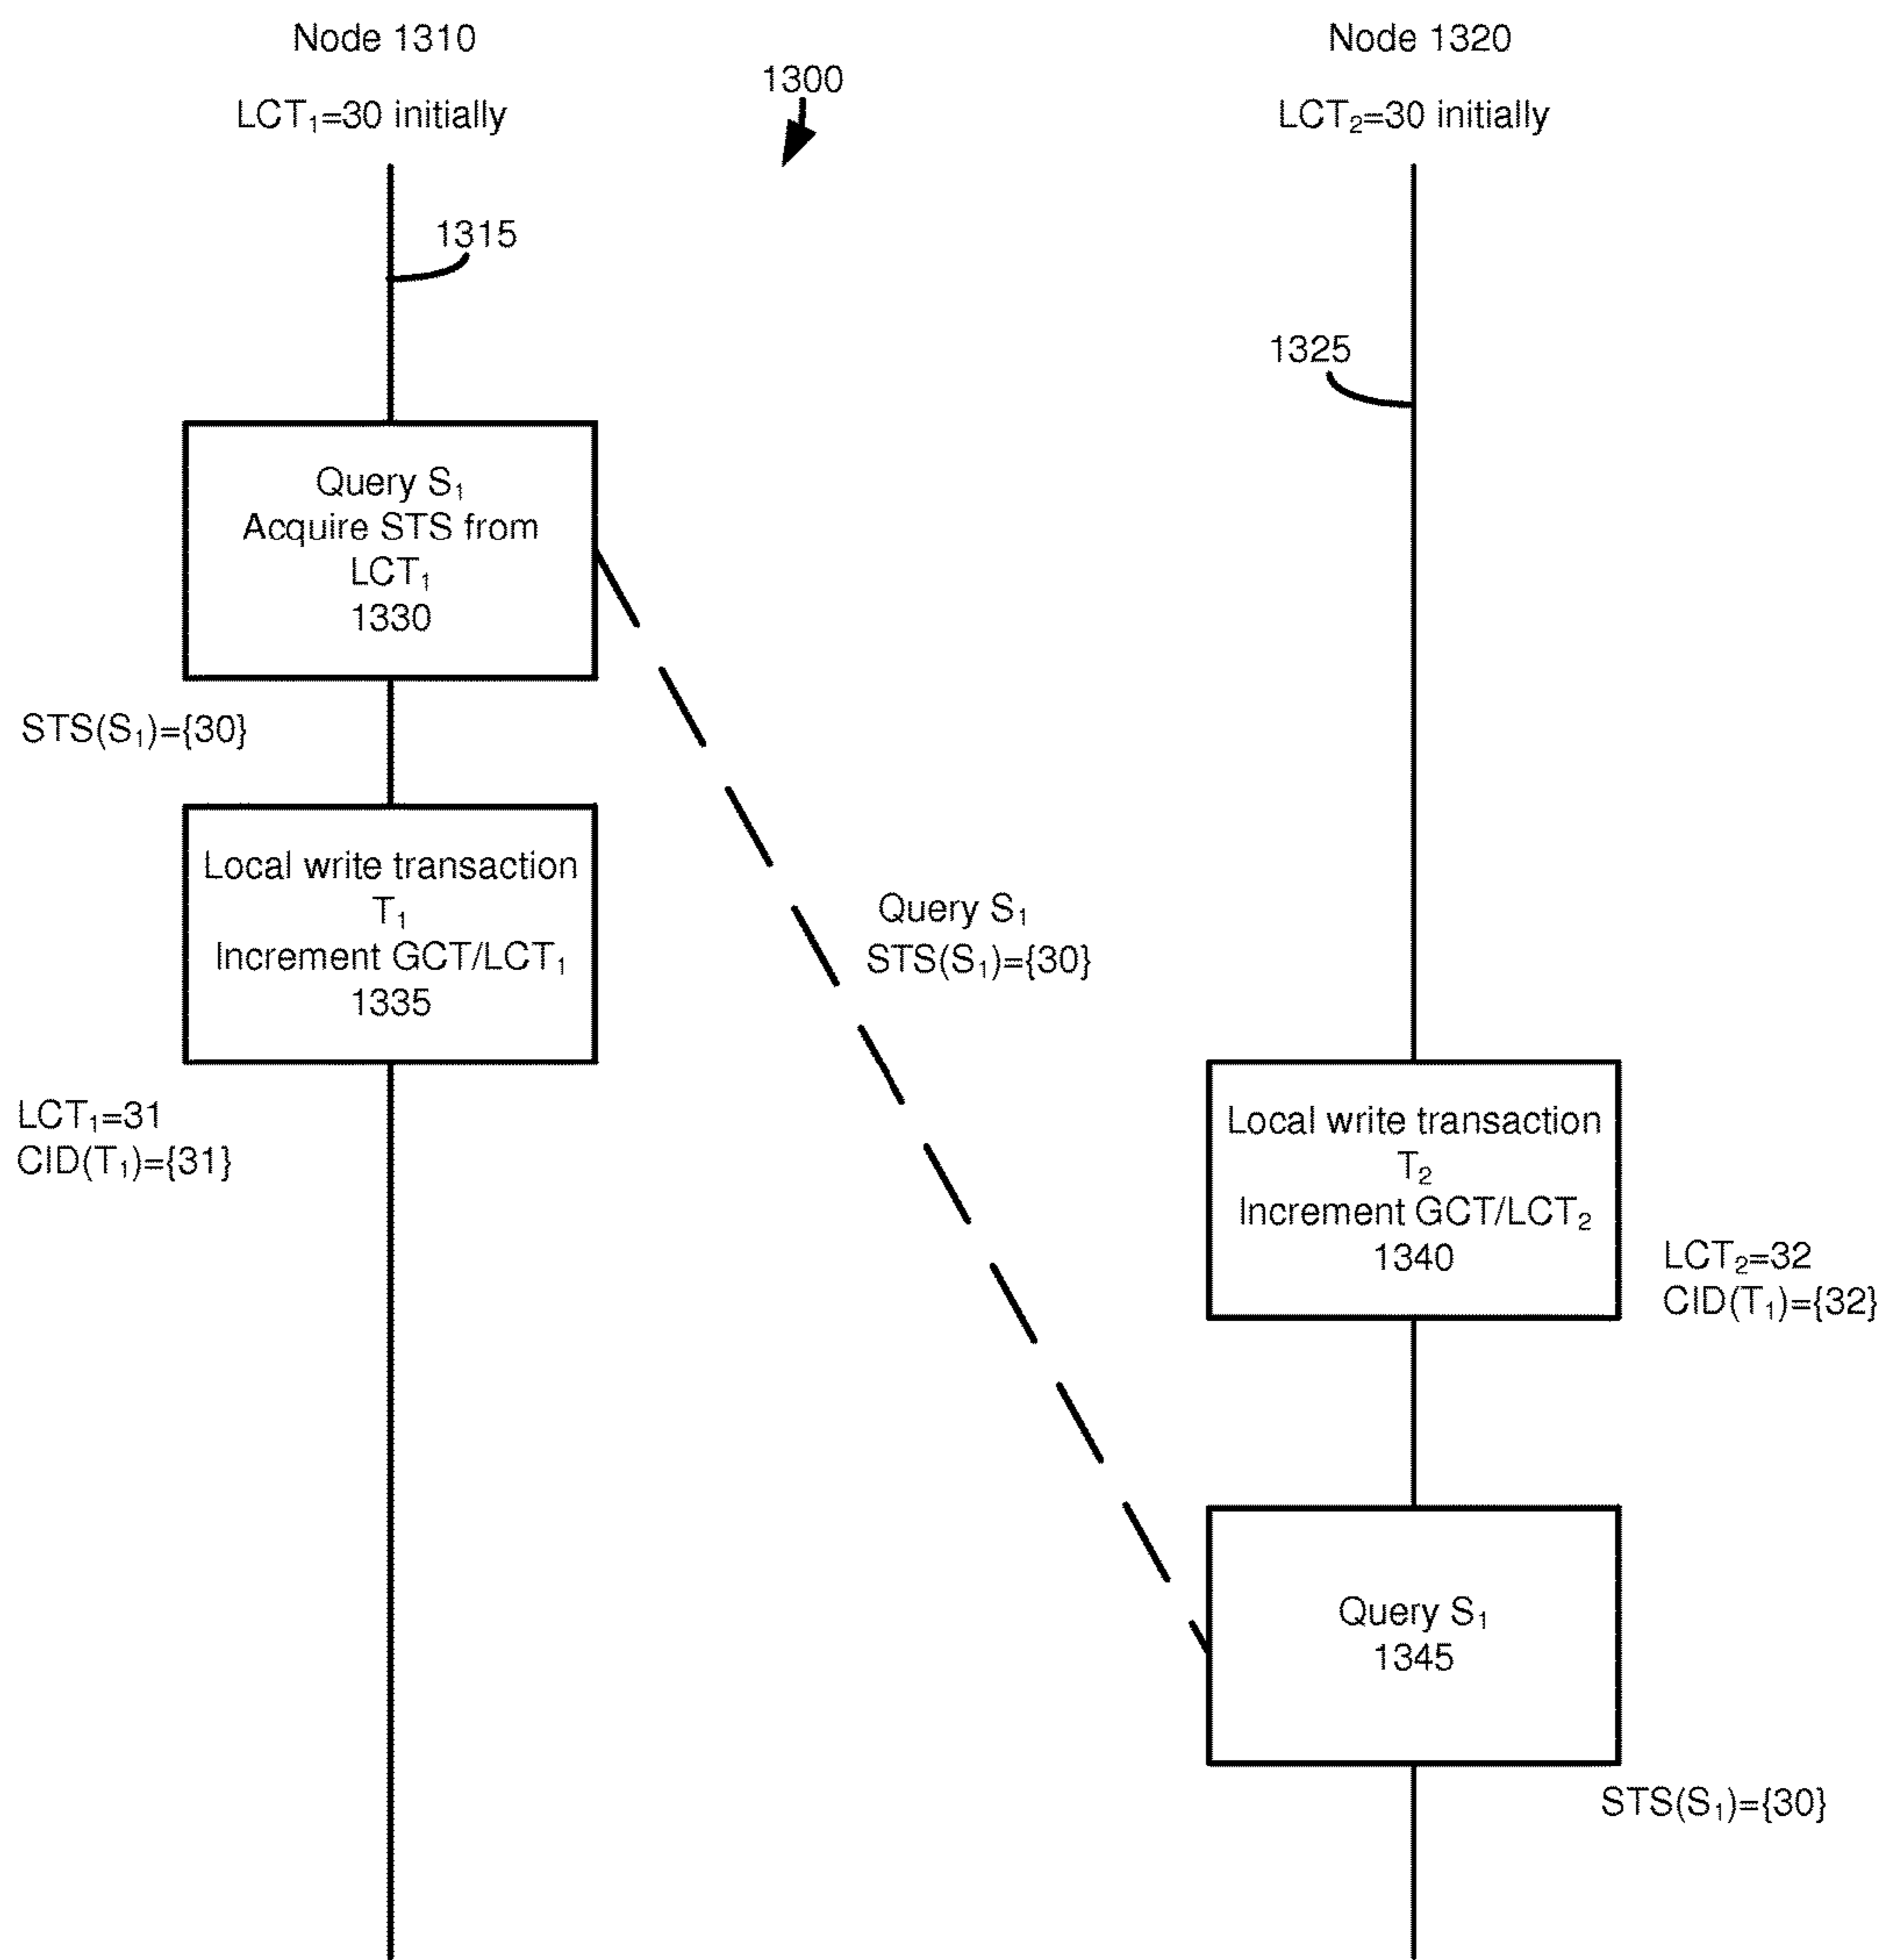 Node 1310
Node 1320
1300
LCT₁=30 initially
LCT₂=30 initially
1315
1325
Query S₁
Acquire STS from
LCT₁
1330
STS(S₁)={30}
Local write transaction
T₁
Increment GCT/LCT₁
1335
Query S₁
STS(S₁)={30}
LCT₁=31
CID(T₁)={31}
Local write transaction
T₂
Increment GCT/LCT₂
1340
LCT₂=32
CID(T₁)={32}
Query S₁
1345
STS(S₁)={30}